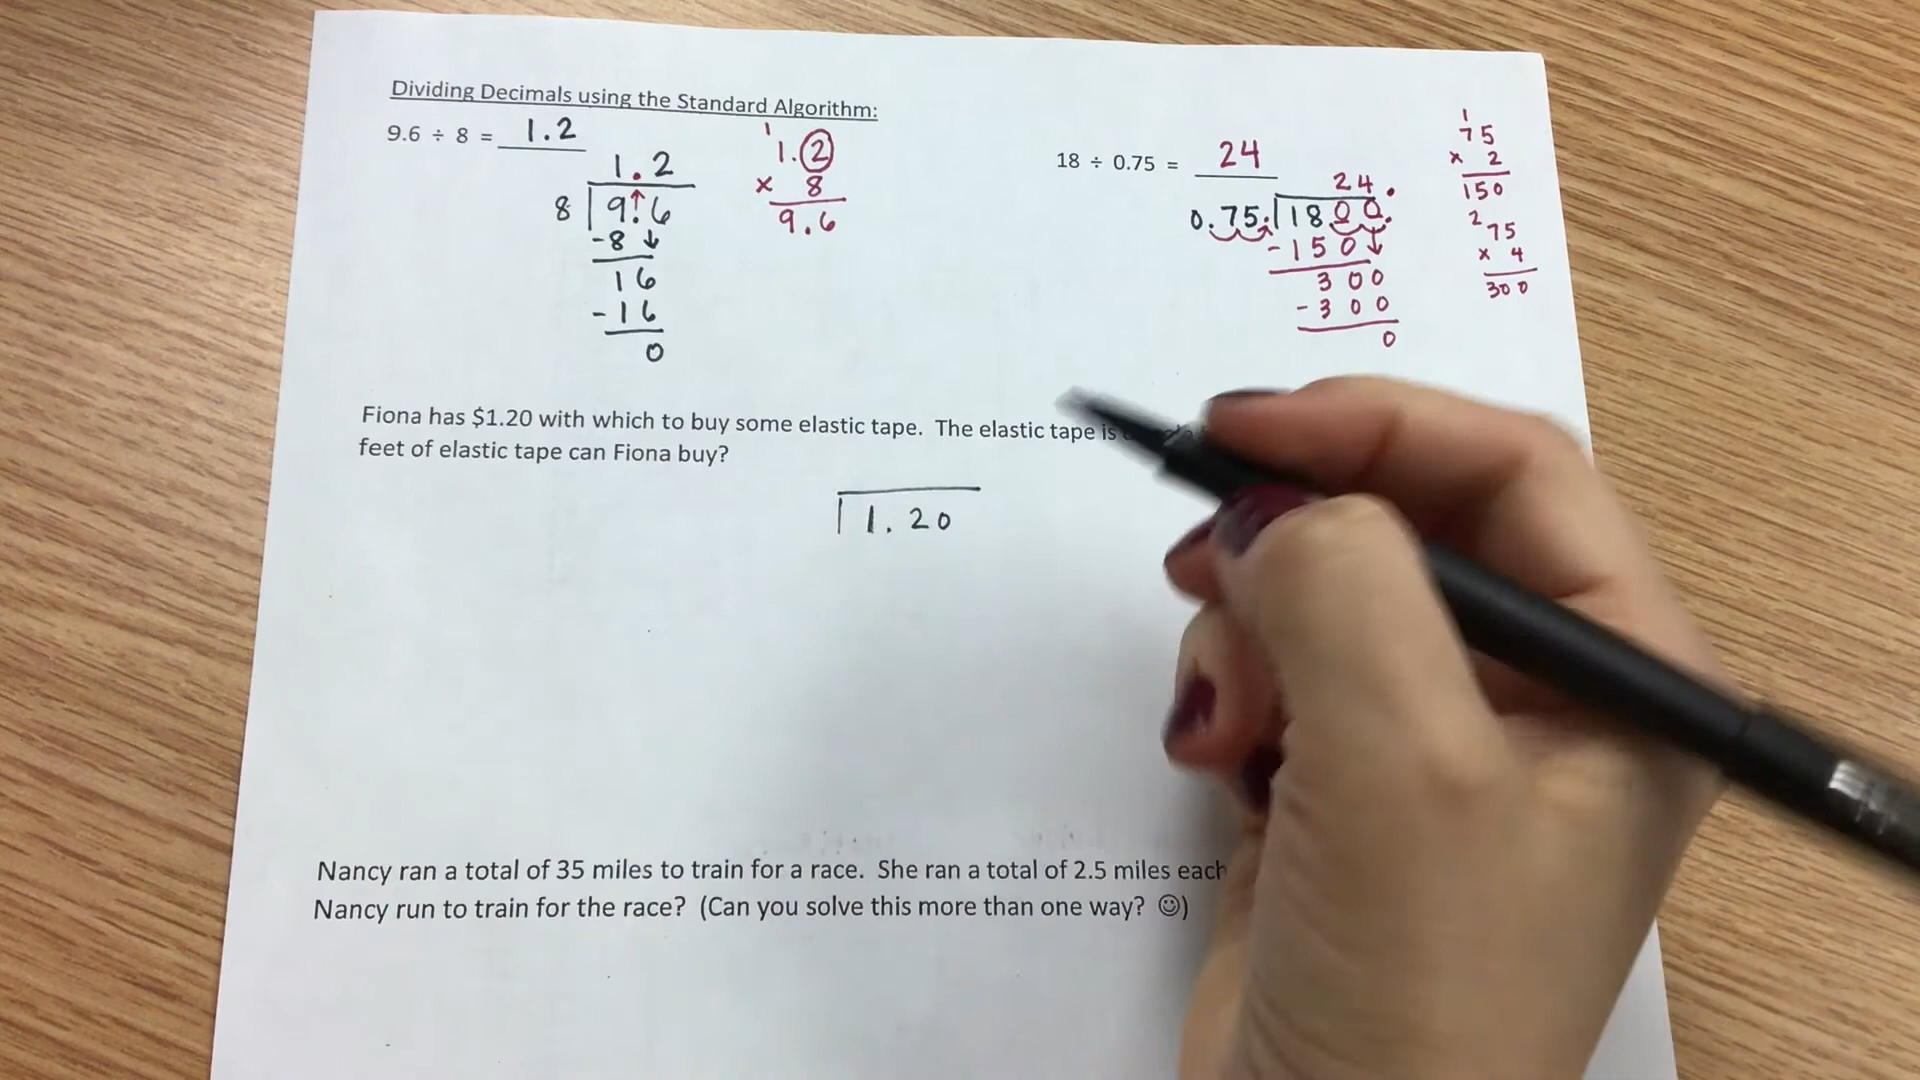 Dividing Decimals using the Standard Algorithm:
9.6 ÷ 8 = 1.2
1.2
8 9.6
-8
16
-16
0
1
1.2
x 8
9.6
18 ÷ 0.75 = 24
24.
0.75. 1800.
-150
300
-300
0
1
75
x 2
150
2
75
x 4
300
Fiona has $1.20 with which to buy some elastic tape. The elastic tape is
feet of elastic tape can Fiona buy?
1.20
Nancy ran a total of 35 miles to train for a race. She ran a total of 2.5 miles each
Nancy run to train for the race? (Can you solve this more than one way? ☺)